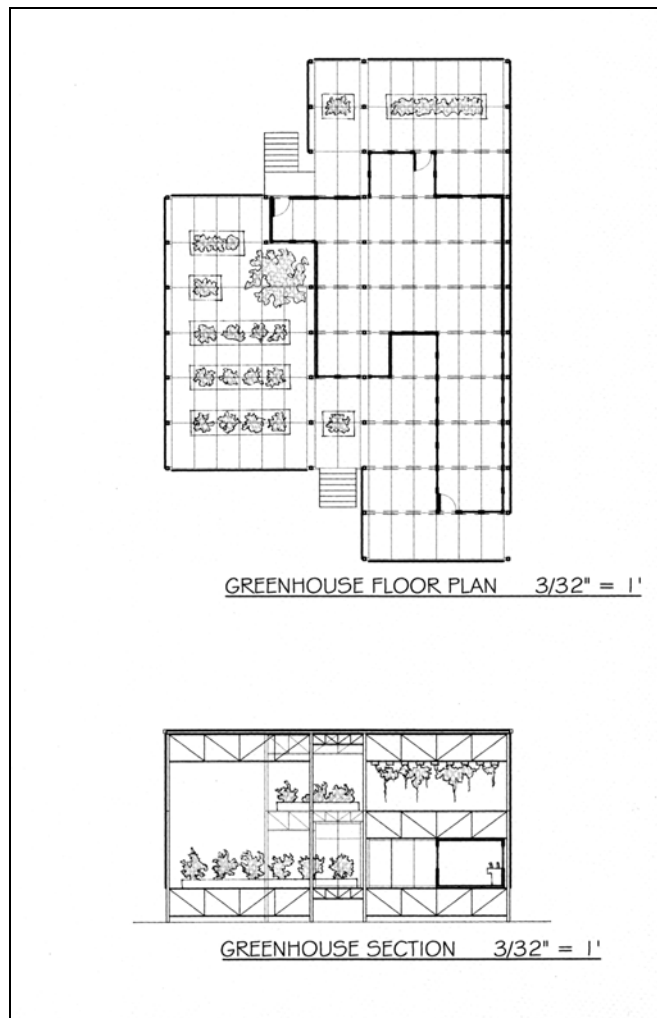 GREENHOUSE FLOOR PLAN 3/32" = 1'
GREENHOUSE SECTION 3/32" = 1'